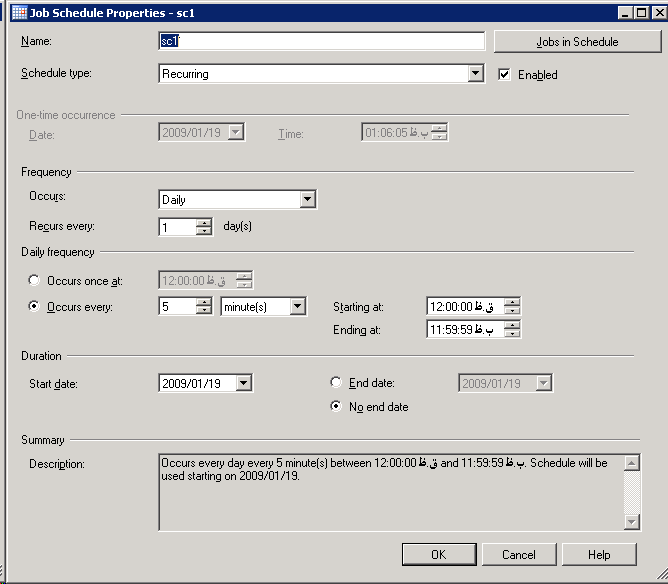 Job Schedule Properties - sc1
Name: sc1 Jobs in Schedule
Schedule type: Recurring Enabled
One-time occurrence
Date: 2009/01/19 Time: 01:06:05 ب.ظ
Frequency
Occurs: Daily
Recurs every: 1 day(s)
Daily frequency
Occurs once at: 12:00:00 ق.ظ
Occurs every: 5 minute(s) Starting at: 12:00:00 ق.ظ
Ending at: 11:59:59 ب.ظ
Duration
Start date: 2009/01/19 End date: 2009/01/19
No end date
Summary
Description: Occurs every day every 5 minute(s) between 12:00:00 ق.ظ and 11:59:59 ب.ظ. Schedule will be
used starting on 2009/01/19.
OK Cancel Help